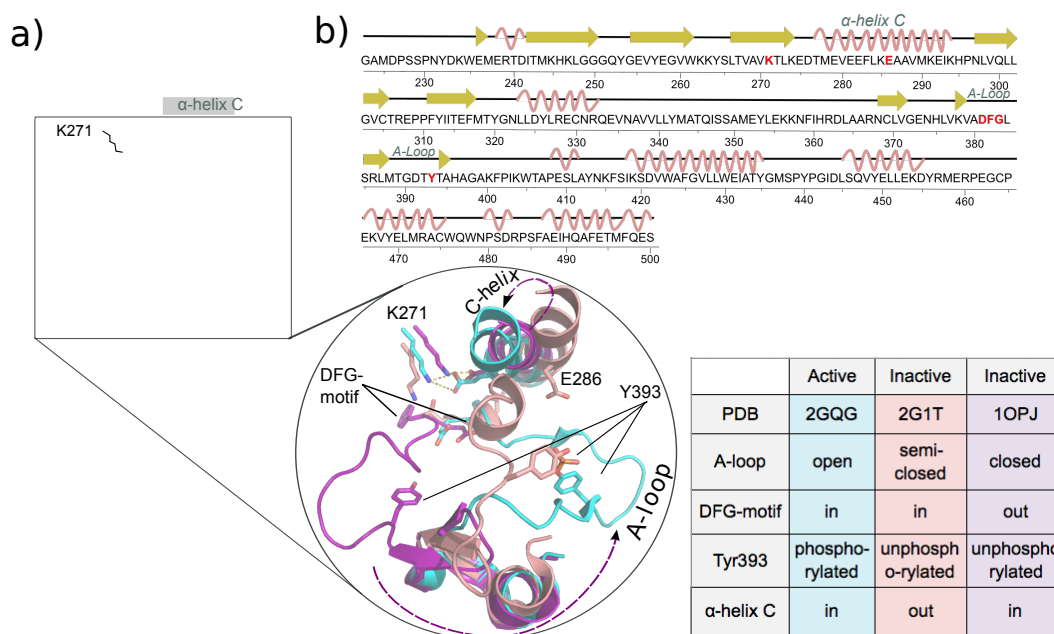 a)
α-helix C
K271
b)
α-helix C
GAMDPSSPNYDKWEMERTDITMKHKLGGGQYGEVYEGVWKKYSLTVAVKTLKEDTMEVEEFLKEAAVMKEIKHPNLVQLL
230 240 250 260 270 280 290 300
A-Loop
GVCTREPPFYIITEFMTYGNLLDYLRECNRQEVNAVVLLYMATQISSAMEYLEKKNFIHRDLAARNCLVGENHLVKVADFGL
310 320 330 340 350 360 370 380
A-Loop
SRLMTGDTYTAHAGAKFPIKWTAPESLAYNKFSIKSDVWAFGVLLWEIATYGMSPYPGIDLSQVYELLEKDYRMERPEGCP
390 400 410 420 430 440 450 460
EKVYELMRACWQWNPSDRPSFAEIHQAFETMFQES
470 480 490 500
C-helix
K271
DFG-
motif
E286
Y393
A-loop
Active Inactive Inactive
PDB 2GQG 2G1T 1OPJ
A-loop open semi-closed closed
DFG-motif in in out
Tyr393 phospho-rylated unphospho-rylated unphospho-rylated
α-helix C in out in